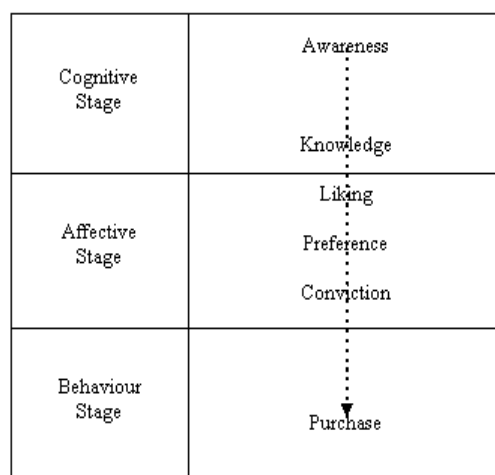 Cognitive
Stage
Awareness
Knowledge
Affective
Stage
Liking
Preference
Conviction
Behaviour
Stage
Purchase